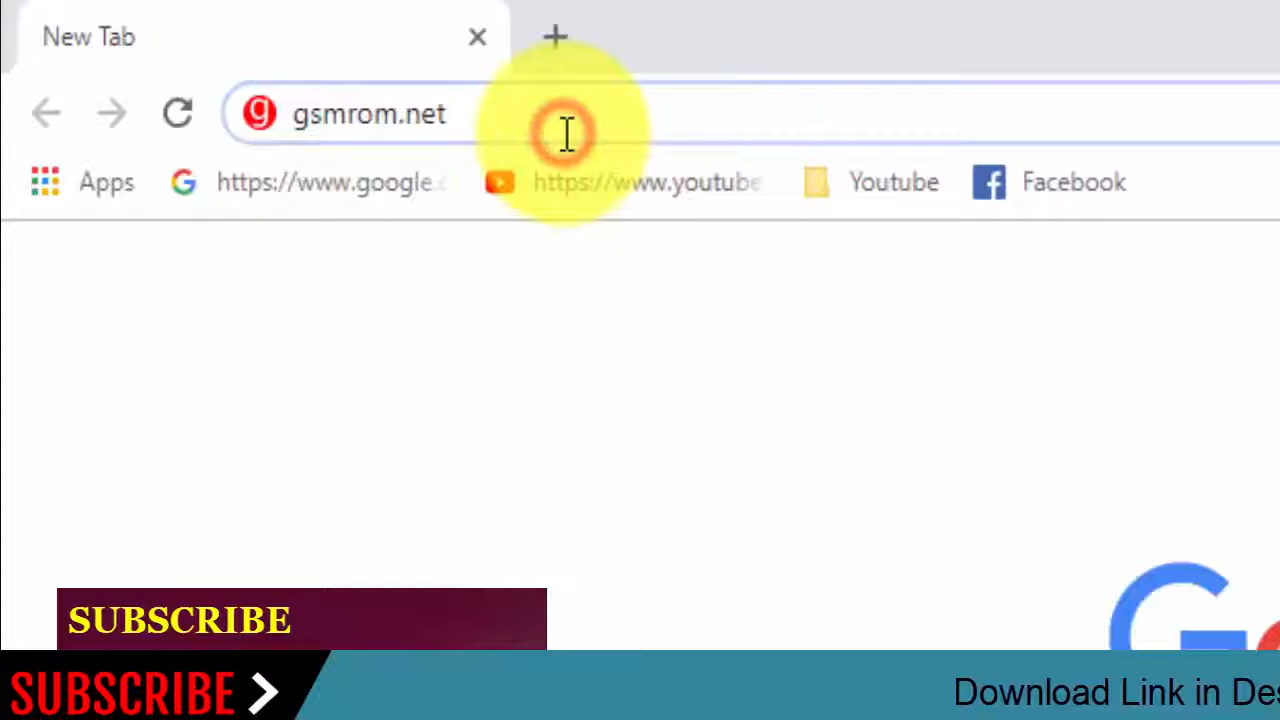 New Tab
gsmrom.net
Apps https://www.google. https://www.youtube Youtube Facebook
SUBSCRIBE
SUBSCRIBE
Download Link in Des